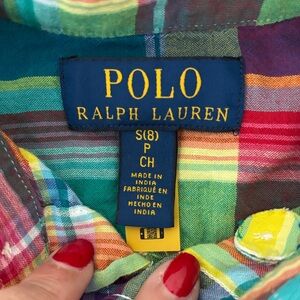 POLO
RALPH LAUREN
S(8)
P
CH
MADE IN
INDIA
FABRIQUÉ EN
INDE
HECHO EN
INDIA